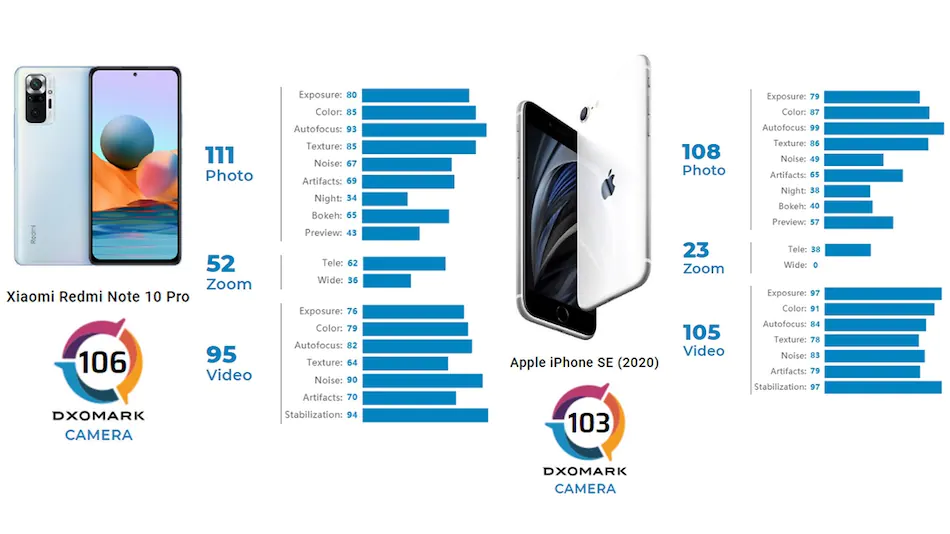 Redmi
Xiaomi Redmi Note 10 Pro
106
DXOMARK
CAMERA
111
Photo
Exposure: 80
Color: 85
Autofocus: 93
Texture: 85
Noise: 67
Artifacts: 69
Night: 34
Bokeh: 65
Preview: 43
52
Zoom
Tele: 62
Wide: 36
95
Video
Exposure: 76
Color: 79
Autofocus: 82
Texture: 64
Noise: 90
Artifacts: 70
Stabilization: 94
Apple iPhone SE (2020)
103
DXOMARK
CAMERA
108
Photo
Exposure: 79
Color: 87
Autofocus: 99
Texture: 86
Noise: 49
Artifacts: 65
Night: 38
Bokeh: 40
Preview: 57
23
Zoom
Tele: 38
Wide: 0
105
Video
Exposure: 97
Color: 91
Autofocus: 84
Texture: 78
Noise: 83
Artifacts: 79
Stabilization: 97